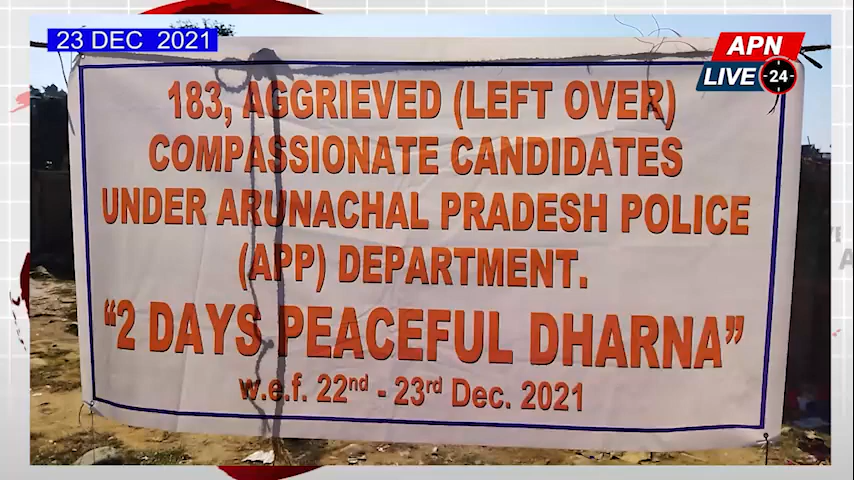 23 DEC 2021
APN
LIVE 24
183, AGGRIEVED (LEFT OVER)
COMPASSIONATE CANDIDATES
UNDER ARUNACHAL PRADESH POLICE
(APP) DEPARTMENT.
“2 DAYS PEACEFUL DHARNA”
w.e.f. 22nd - 23rd Dec. 2021